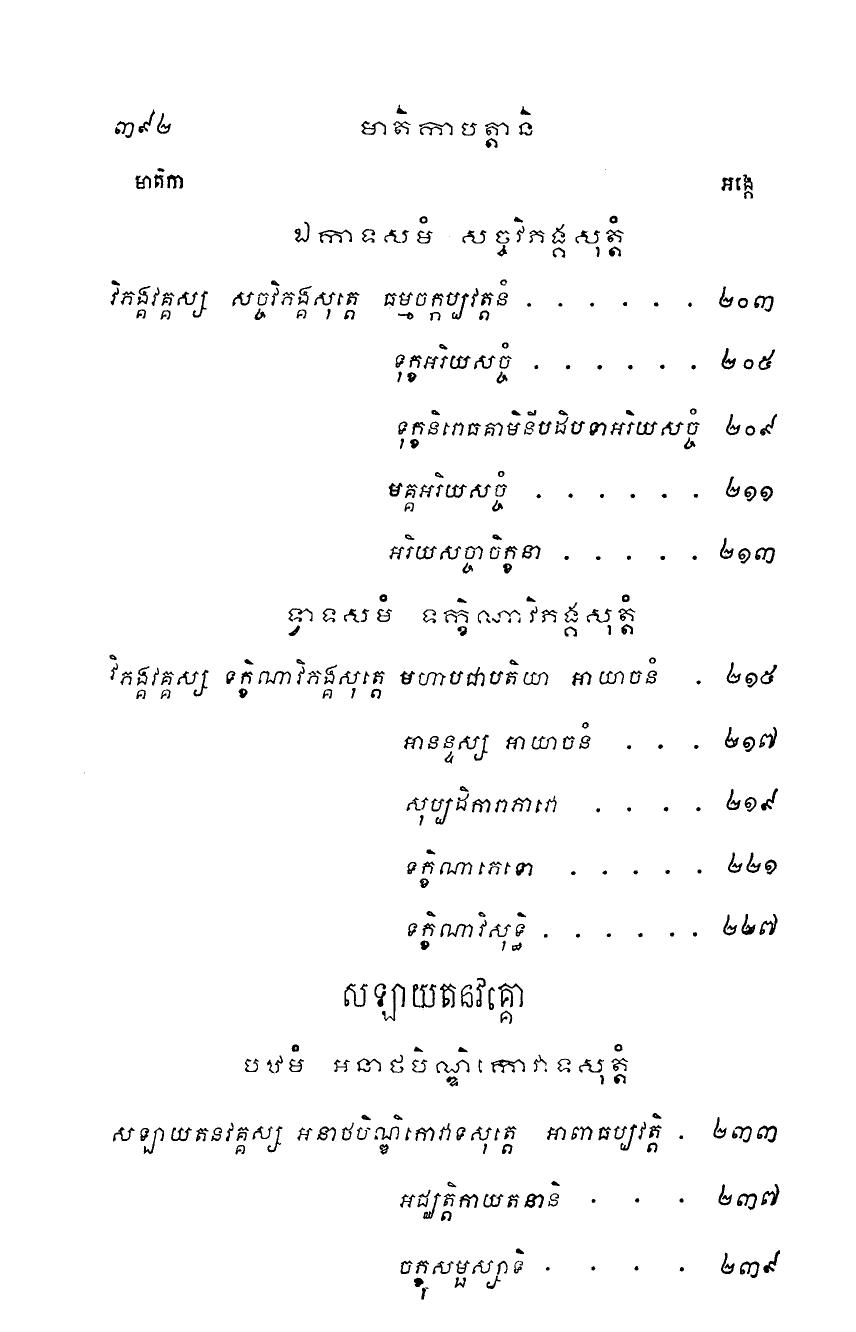 ៣៩២ មាតិកាបត្តានិ
មាតិកា អង្កេ
ឯកាទសមំ សច្ចវិភង្គសុត្តំ
វិភង្គវគ្គស្ស សច្ចវិភង្គសុត្តេ ធម្មចក្កប្បវត្តនំ . . . . . . ២០៣
ទុក្ខអរិយសច្ចំ . . . . . . ២០៥
ទុក្ខនិរោធគាមិនីបដិបទាអរិយសច្ចំ ២០៩
មគ្គអរិយសច្ចំ . . . . . . ២១១
អរិយសច្ចាចិក្ខនា . . . . . ២១៣
ទ្វាទសមំ ទក្ខិណាវិភង្គសុត្តំ
វិភង្គវគ្គស្ស ទក្ខិណាវិភង្គសុត្តេ មហាបជាបតិយា អាយាចនំ . ២១៥
អានន្ទស្ស អាយាចនំ . . . ២១៧
សុប្បដិការភាវោ . . . . ២១៩
ទក្ខិណាភេទោ . . . . . ២២១
ទក្ខិណាវិសុទ្ធិ . . . . . . ២២៧
សឡាយតនវគ្គោ
បឋមំ អនាថបិណ្ឌិកោវាទសុត្តំ
សឡាយតនវគ្គស្ស អនាថបិណ្ឌិកោវាទសុត្តេ អាពាធប្បវត្តិ . ២៣៣
អជ្ឈត្តិកាយតនានិ . . . ២៣៧
ចក្ខុសម្ផស្សាទិ . . . . ២៣៩